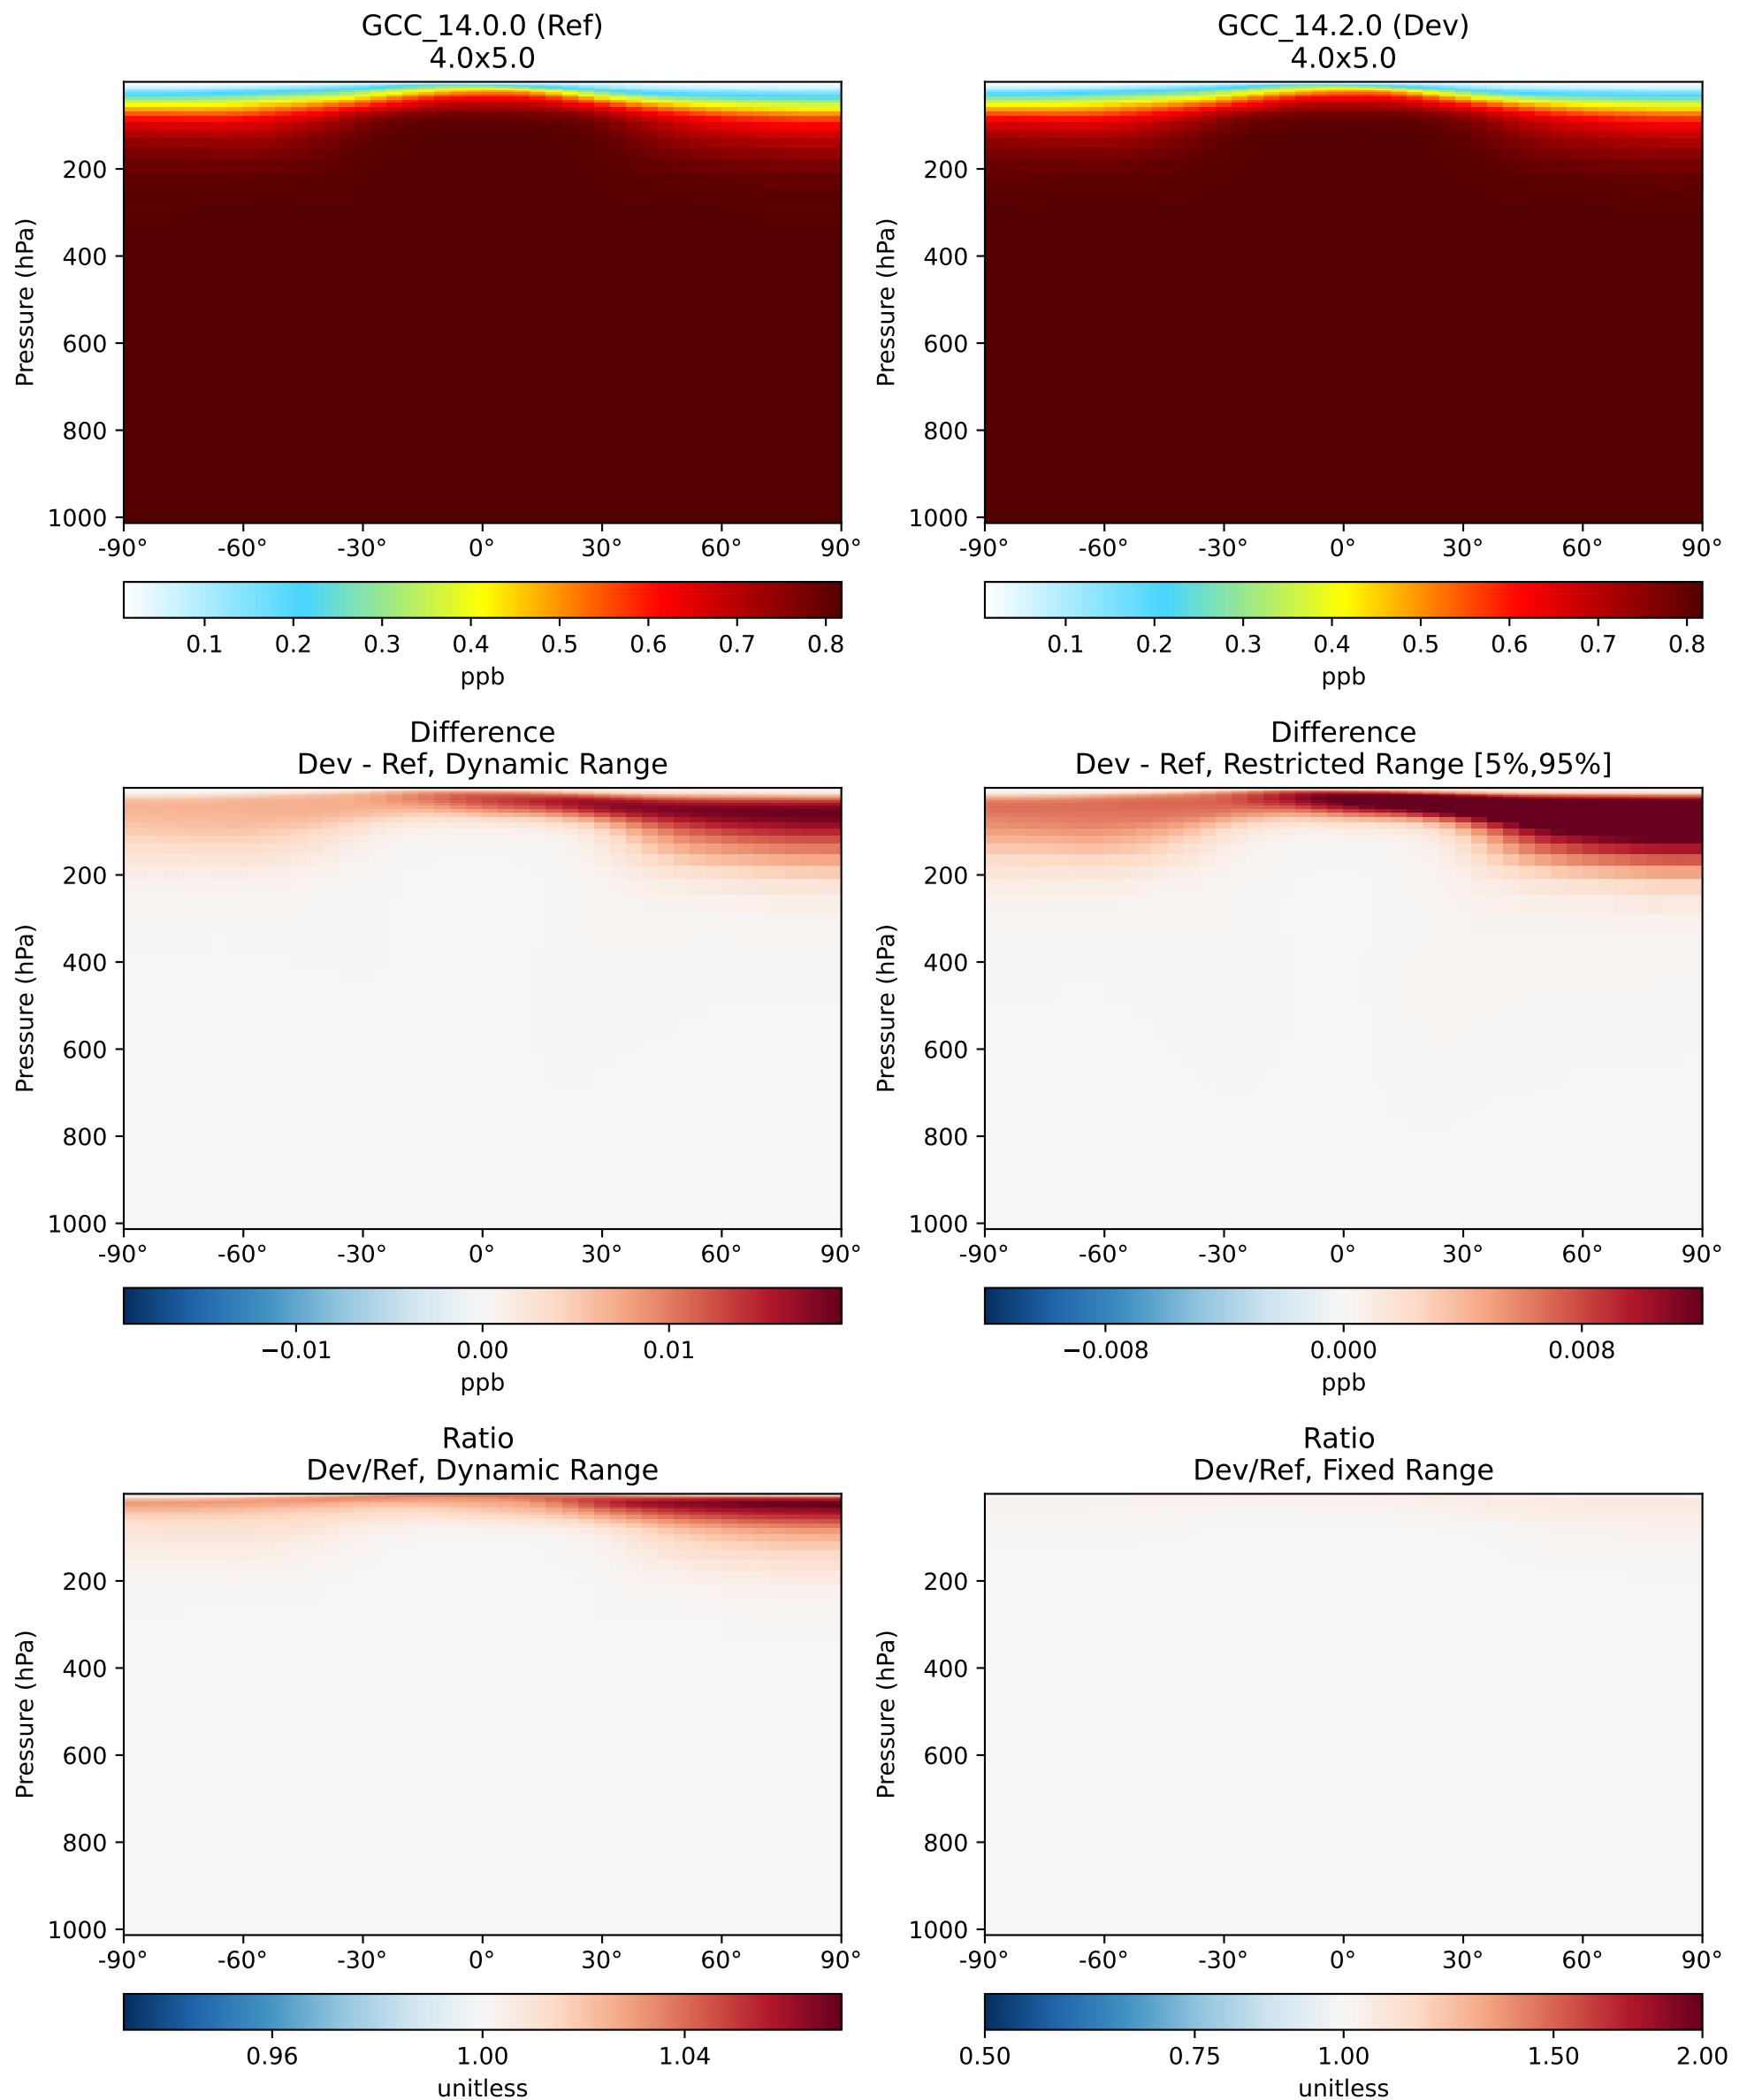 GCC_14.0.0 (Ref)
4.0x5.0
Pressure (hPa)
200
400
600
800
1000
-90° -60° -30° 0° 30° 60° 90°
0.1 0.2 0.3 0.4 0.5 0.6 0.7 0.8
ppb
GCC_14.2.0 (Dev)
4.0x5.0
Pressure (hPa)
200
400
600
800
1000
-90° -60° -30° 0° 30° 60° 90°
0.1 0.2 0.3 0.4 0.5 0.6 0.7 0.8
ppb
Difference
Dev - Ref, Dynamic Range
Pressure (hPa)
200
400
600
800
1000
-90° -60° -30° 0° 30° 60° 90°
−0.01 0.00 0.01
ppb
Difference
Dev - Ref, Restricted Range [5%,95%]
Pressure (hPa)
200
400
600
800
1000
-90° -60° -30° 0° 30° 60° 90°
−0.008 0.000 0.008
ppb
Ratio
Dev/Ref, Dynamic Range
Pressure (hPa)
200
400
600
800
1000
-90° -60° -30° 0° 30° 60° 90°
0.96 1.00 1.04
unitless
Ratio
Dev/Ref, Fixed Range
Pressure (hPa)
200
400
600
800
1000
-90° -60° -30° 0° 30° 60° 90°
0.50 0.75 1.00 1.50 2.00
unitless